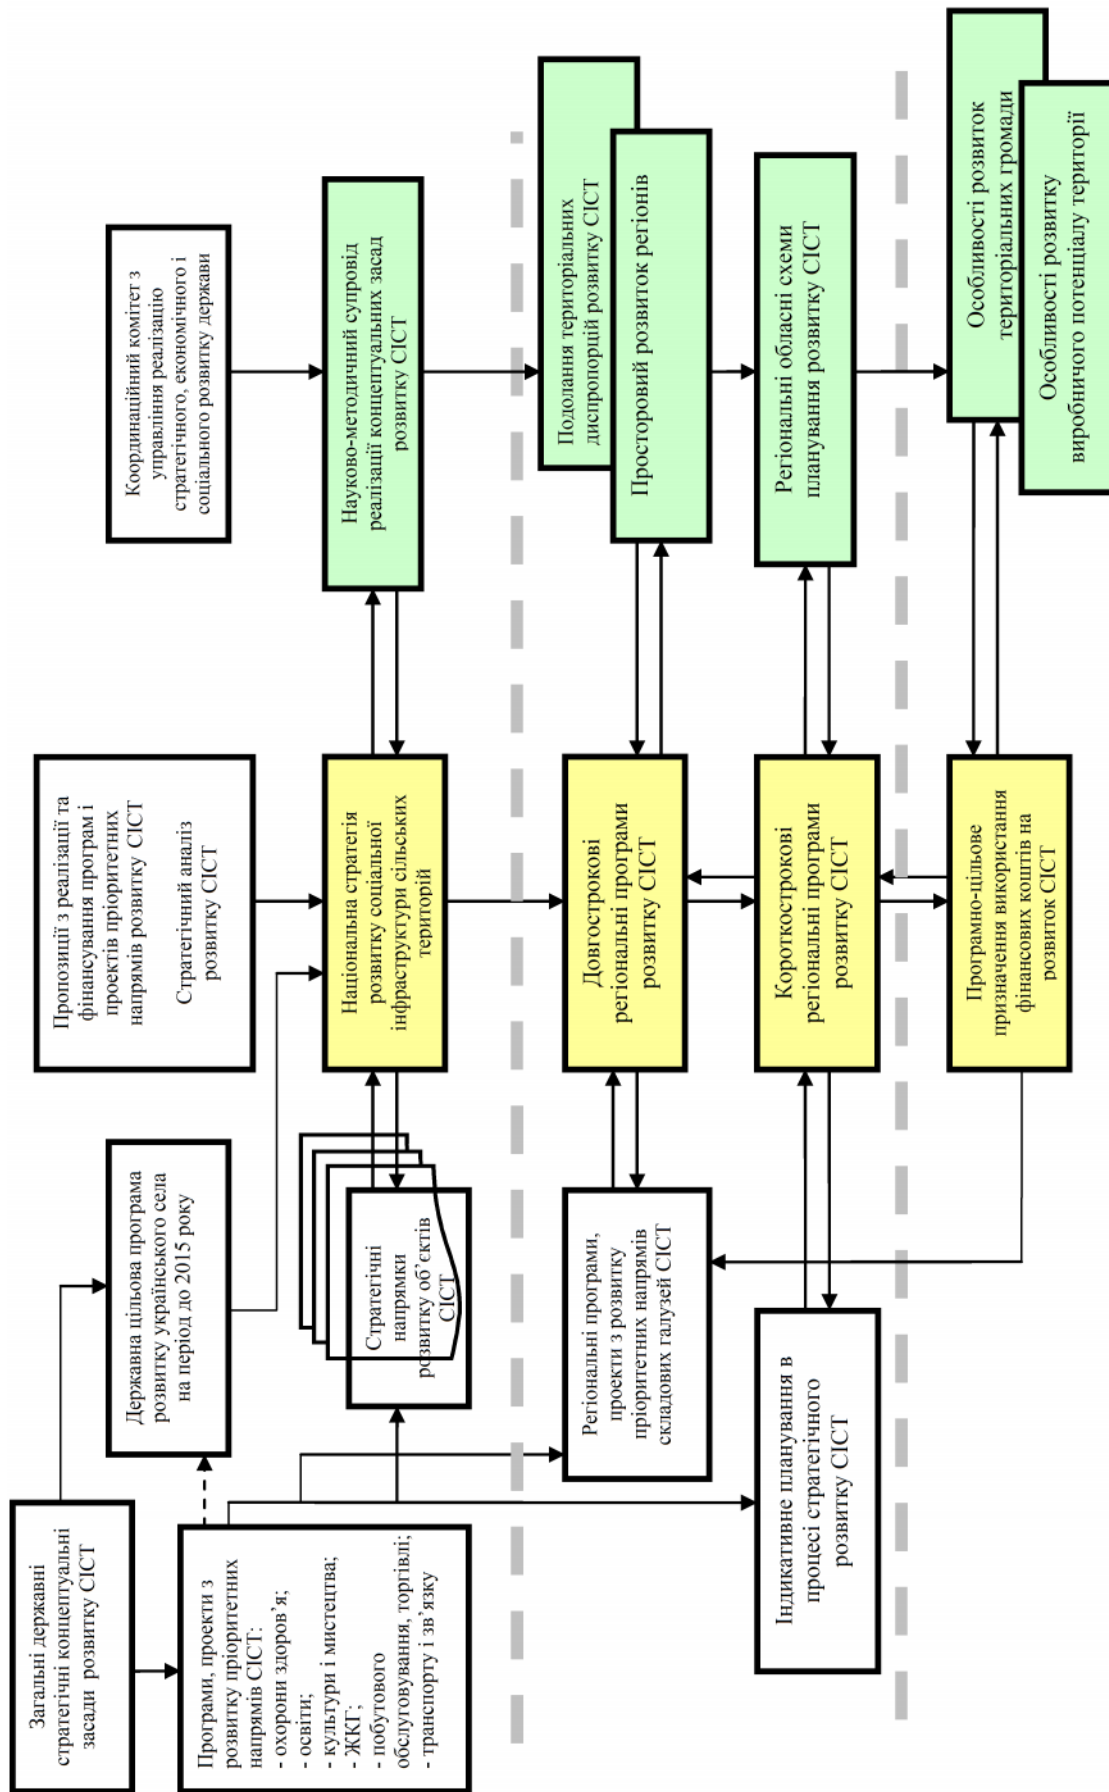 Загальні державні
стратегічні концептуальні
засади розвитку СІСТ
Державна цільова програма
розвитку українського села
на період до 2015 року
Пропозиції з реалізації та
фінансування програм і
проектів пріоритетних
напрямів розвитку СІСТ
Стратегічний аналіз
розвитку СІСТ
Координаційний комітет з
управління реалізацію
стратегічного, економічного і
соціального розвитку держави
Програми, проекти з
розвитку пріоритетних
напрямів СІСТ:
- охорони здоров’я;
- освіти;
- культури і мистецтва;
- ЖКГ;
- побутового
обслуговування, торгівлі;
- транспорту і зв’язку
Стратегічні
напрямки
розвитку об’єктів
СІСТ
Національна стратегія
розвитку соціальної
інфраструктури сільських
територій
Науково-методичний супровід
реалізації концептуальних засад
розвитку СІСТ
Регіональні програми,
проекти з розвитку
пріоритетних напрямів
складових галузей СІСТ
Довгострокові
регіональні програми
розвитку СІСТ
Подолання територіальних
диспропорцій розвитку СІСТ
Просторовий розвиток регіонів
Індикативне планування в
процесі стратегічного
розвитку СІСТ
Короткострокові
регіональні програми
розвитку СІСТ
Регіональні обласні схеми
планування розвитку СІСТ
Програмно-цільове
призначення використання
фінансових коштів на
розвиток СІСТ
Особливості розвиток
територіальних громади
Особливості розвитку
виробничого потенціалу території